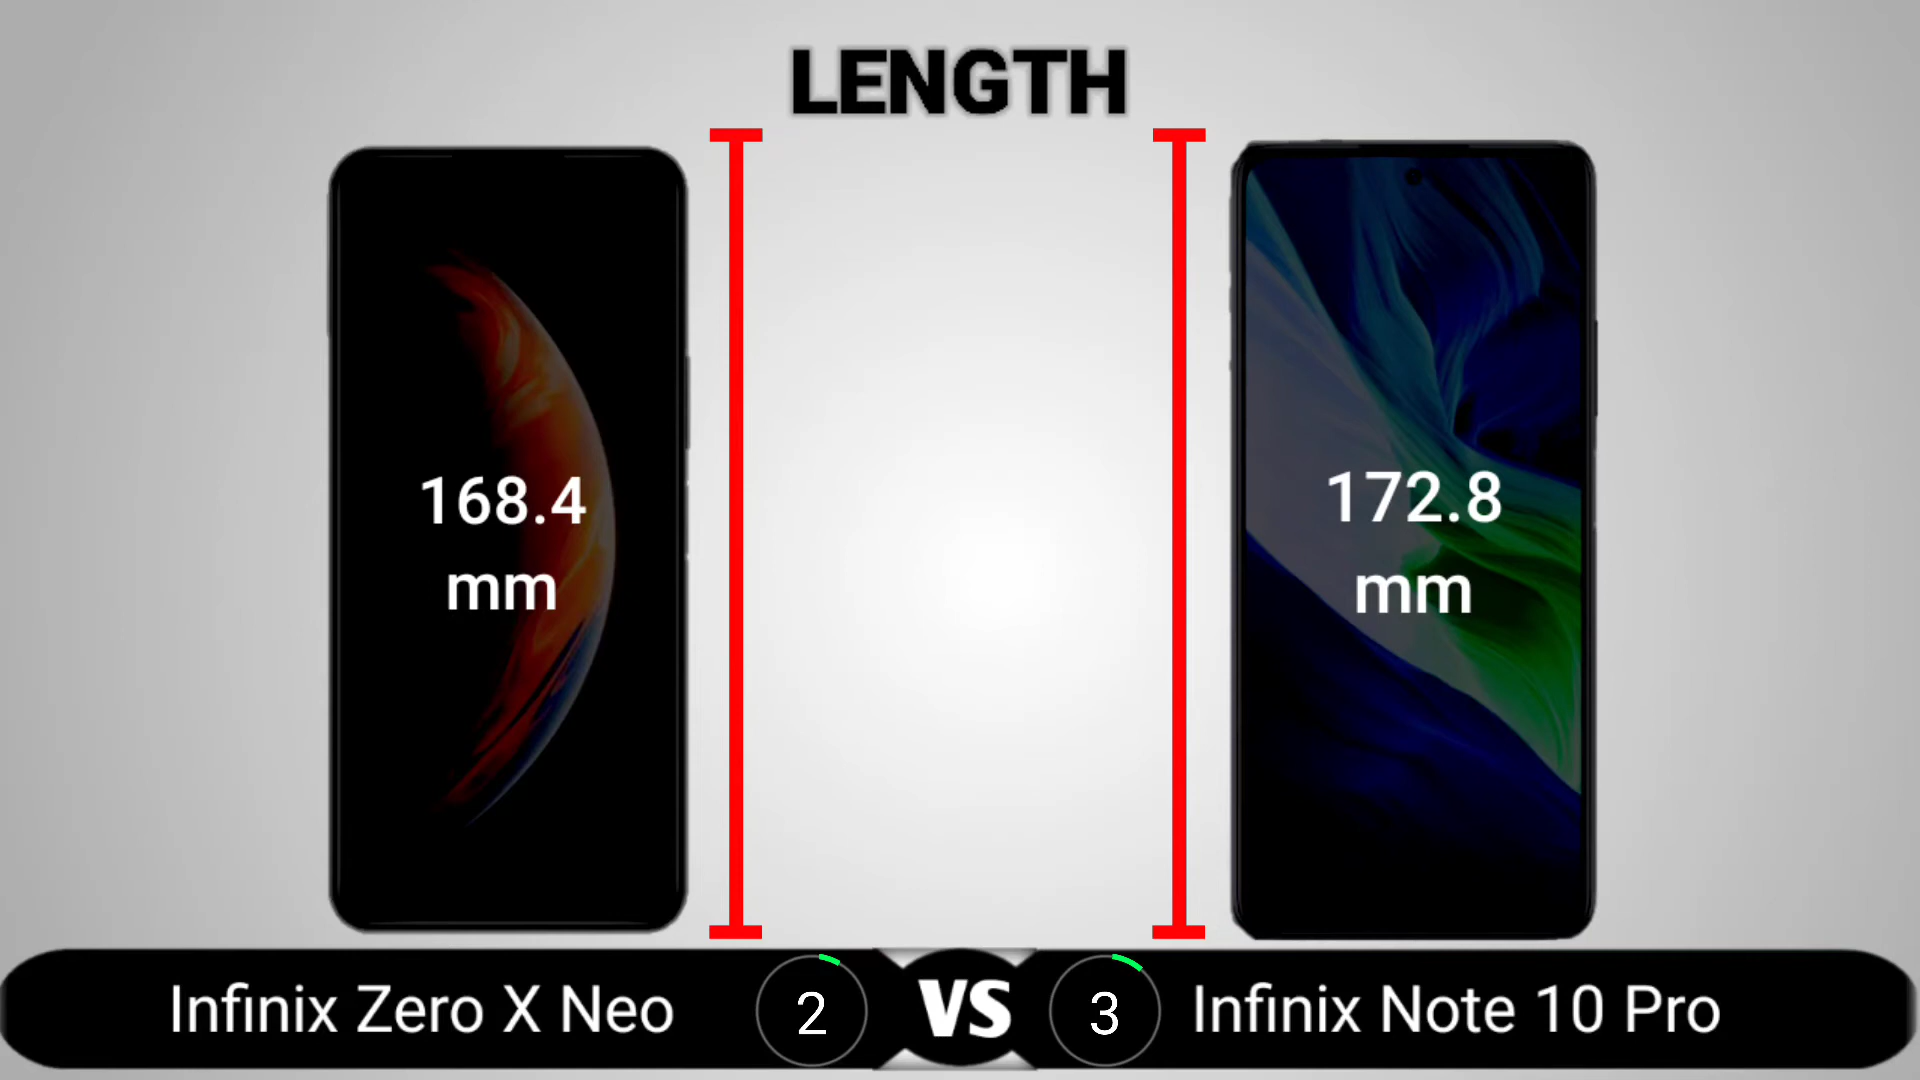 LENGTH
168.4
mm
172.8
mm
Infinix Zero X Neo
2
VS
3
Infinix Note 10 Pro